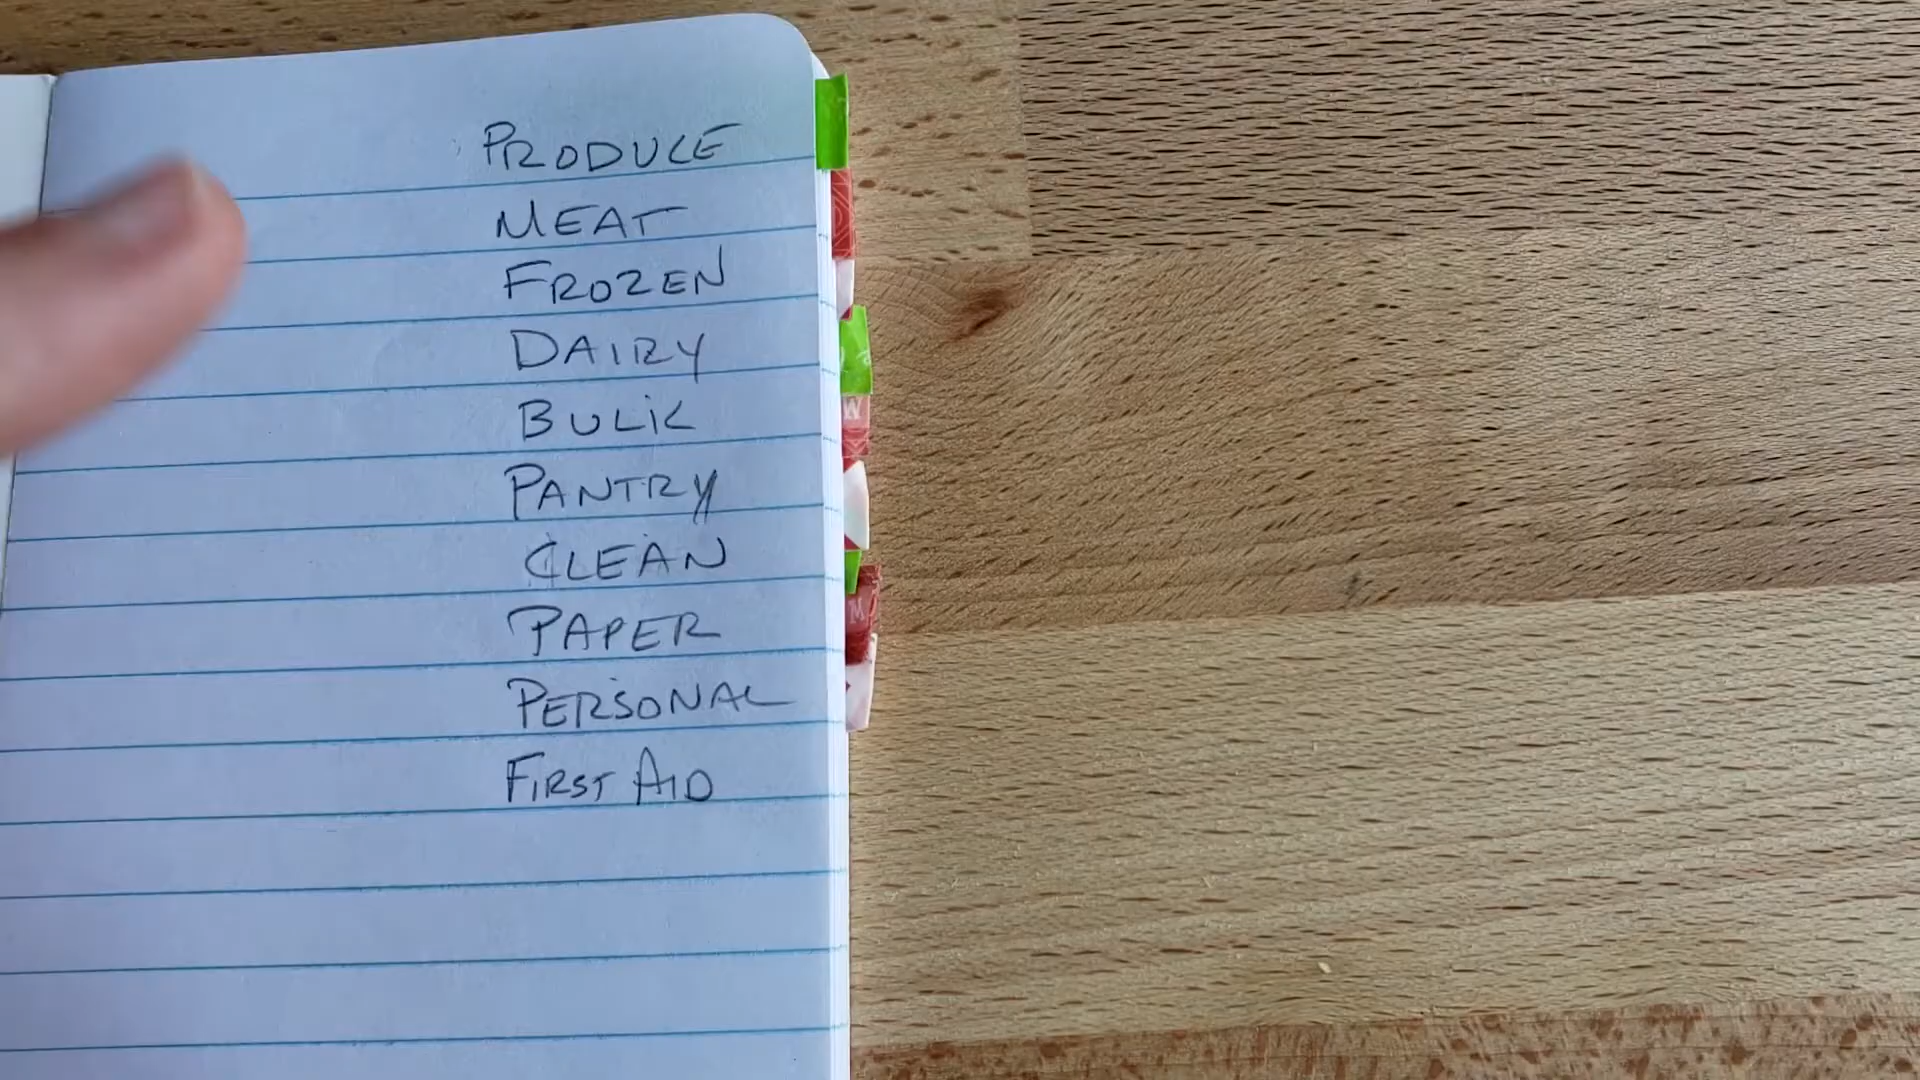 PRODUCE
MEAT
FROZEN
DAIRY
BULK
PANTRY
CLEAN
PAPER
PERSONAL
FIRST AID
W
M